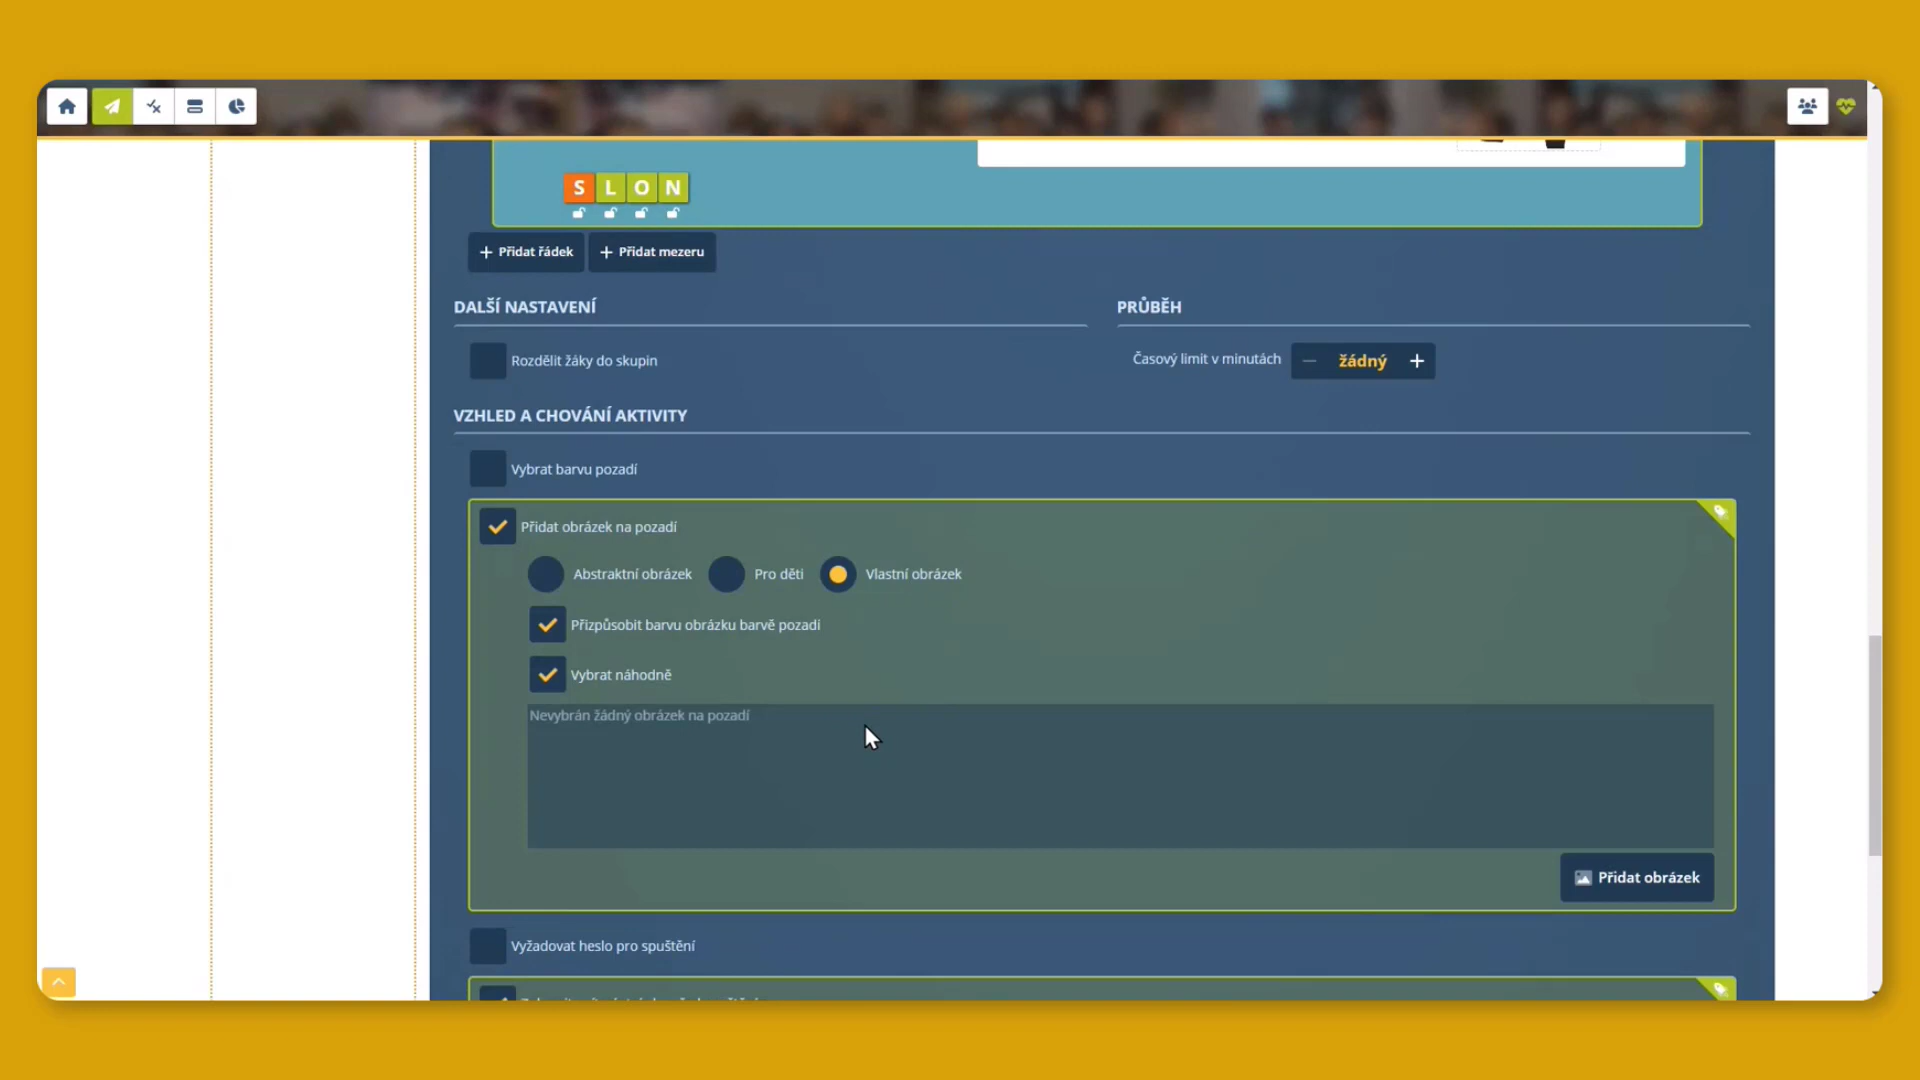 S L O N
Přidat řádek
Přidat mezeru
DALŠÍ NASTAVENÍ
PRŮBĚH
Rozdělit žáky do skupin
Časový limit v minutách
žádný
VZHLED A CHOVÁNÍ AKTIVITY
Vybrat barvu pozadí
Přidat obrázek na pozadí
Abstraktní obrázek
Pro děti
Vlastní obrázek
Přizpůsobit barvu obrázku barvě pozadí
Vybrat náhodně
Nevybrán žádný obrázek na pozadí
Přidat obrázek
Vyžadovat heslo pro spuštění